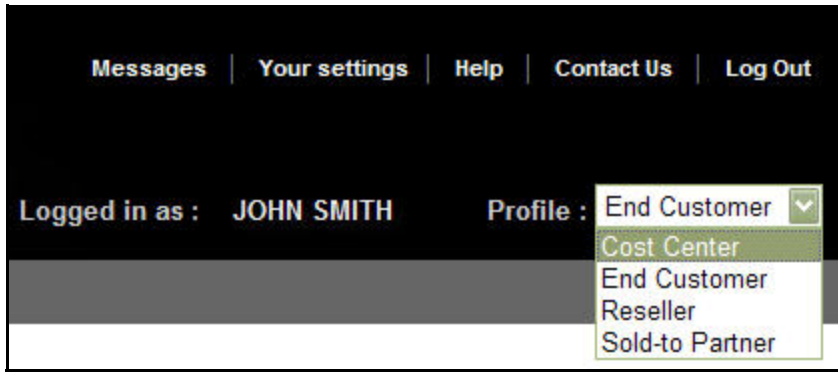 Messages | Your settings | Help | Contact Us | Log Out
Logged in as : JOHN SMITH Profile : End Customer
Cost Center
End Customer
Reseller
Sold-to Partner